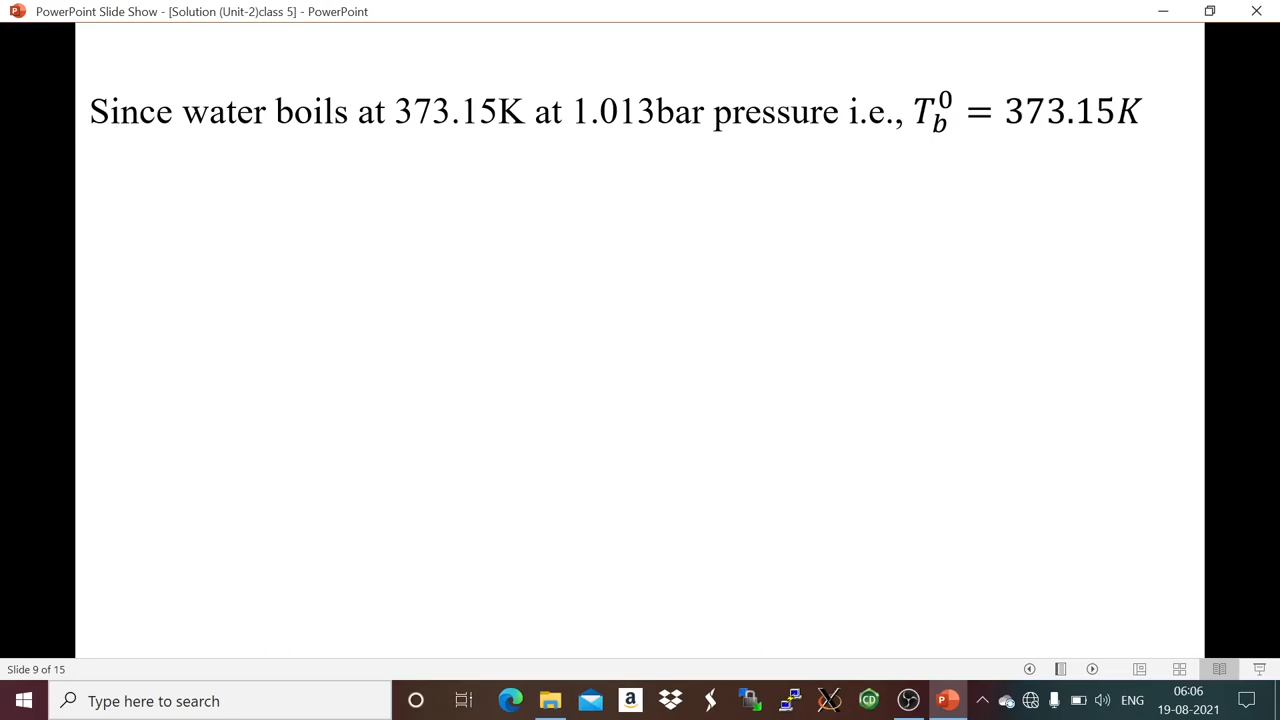 PowerPoint Slide Show - [Solution (Unit-2)class 5] - PowerPoint
Since water boils at 373.15K at 1.013bar pressure i.e., $T_b^0 = 373.15K$
Slide 9 of 15
Type here to search
ENG
06:06
19-08-2021